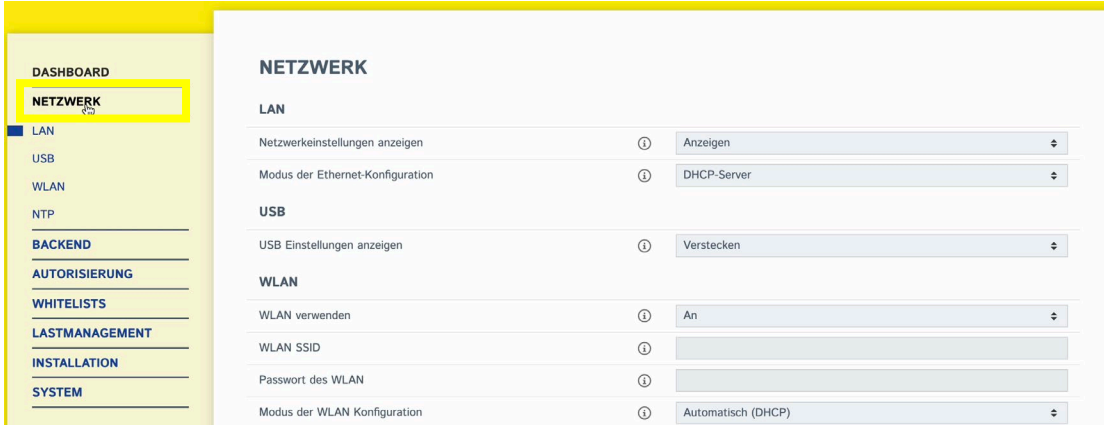 DASHBOARD
NETZWERK
LAN
USB
WLAN
NTP
BACKEND
AUTORISIERUNG
WHITELISTS
LASTMANAGEMENT
INSTALLATION
SYSTEM
NETZWERK
LAN
Netzwerkeinstellungen anzeigen Anzeigen
Modus der Ethernet-Konfiguration DHCP-Server
USB
USB Einstellungen anzeigen Verstecken
WLAN
WLAN verwenden An
WLAN SSID
Passwort des WLAN
Modus der WLAN Konfiguration Automatisch (DHCP)